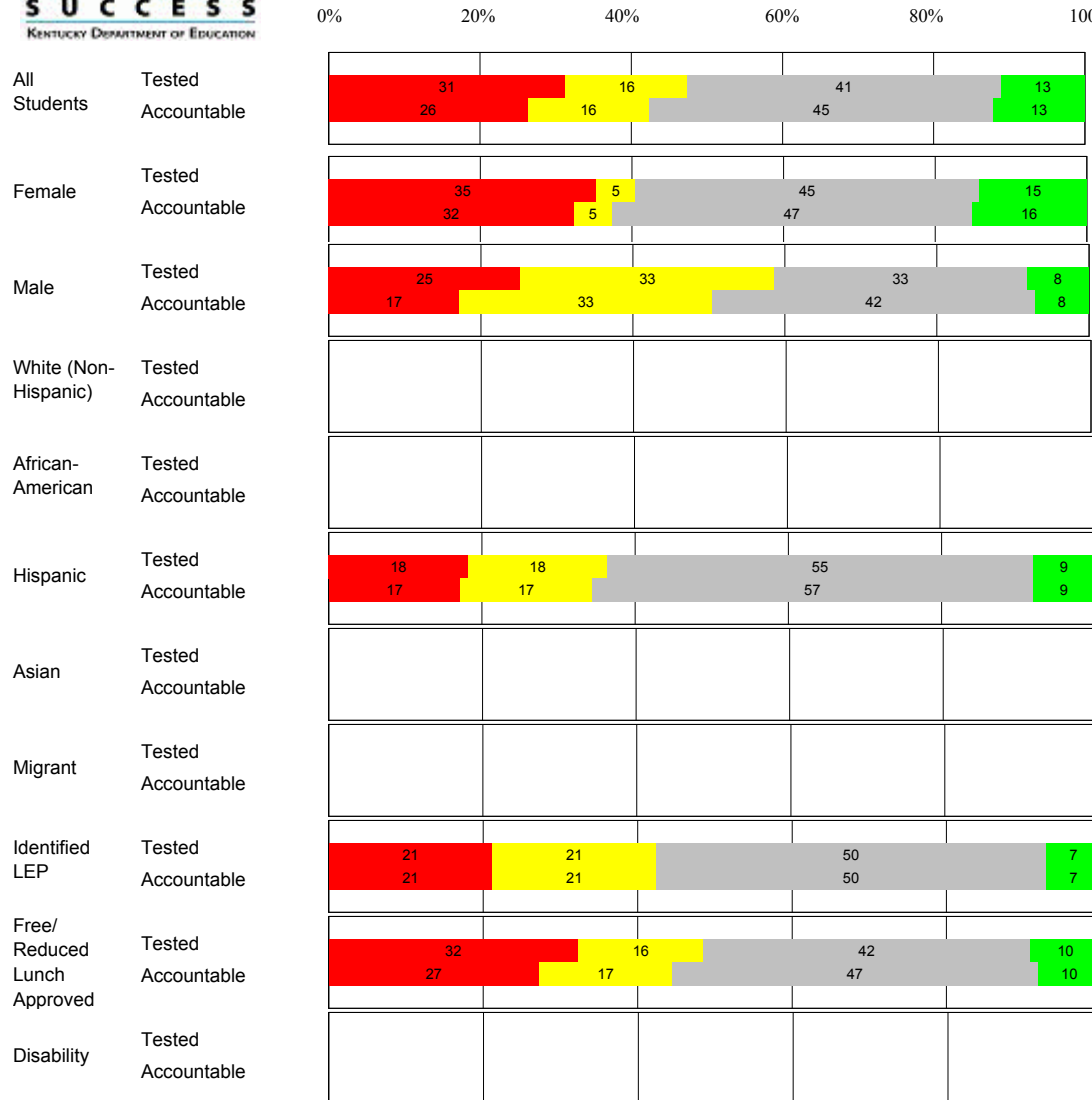 SUCCESS
KENTUCKY DEPARTMENT OF EDUCATION
0% 20% 40% 60% 80% 100
All Students
Tested 31 16 41 13
Accountable 26 16 45 13
Female
Tested 35 5 45 15
Accountable 32 5 47 16
Male
Tested 25 33 33 8
Accountable 17 33 42 8
White (Non-
Hispanic)
Tested
Accountable
African-
American
Tested
Accountable
Hispanic
Tested 18 18 55 9
Accountable 17 17 57 9
Asian
Tested
Accountable
Migrant
Tested
Accountable
Identified
LEP
Tested 21 21 50 7
Accountable 21 21 50 7
Free/
Reduced
Lunch
Approved
Tested 32 16 42 10
Accountable 27 17 47 10
Disability
Tested
Accountable